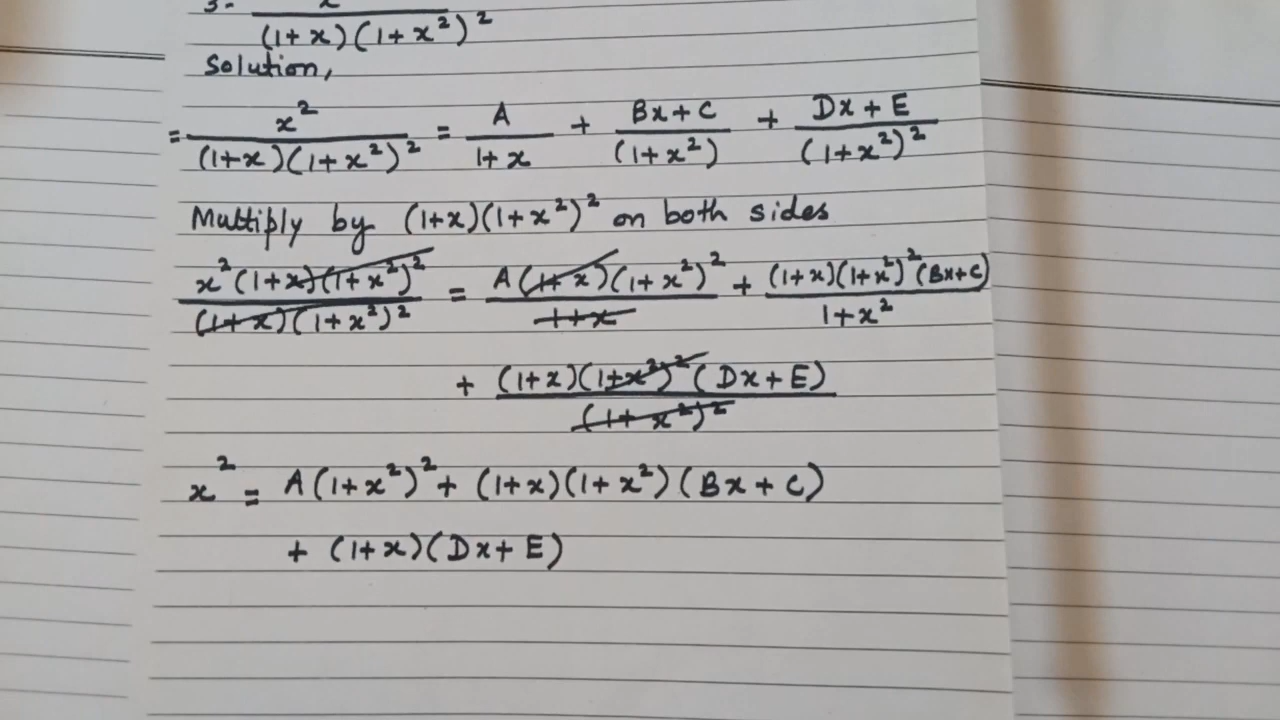 3. x / (1+x)(1+x²)²
Solution,
= x² / (1+x)(1+x²)² = A / 1+x + Bx+C / (1+x²) + Dx+E / (1+x²)²
Multiply by (1+x)(1+x²)² on both sides
x²(1+x)(1+x²)² / (1+x)(1+x²)² = A(1+x)(1+x²)² / 1+x + (1+x)(1+x²)²(Bx+C) / 1+x²
+ (1+x)(1+x²)²(Dx+E) / (1+x²)²
x² = A(1+x²)² + (1+x)(1+x²)(Bx+C)
+ (1+x)(Dx+E)